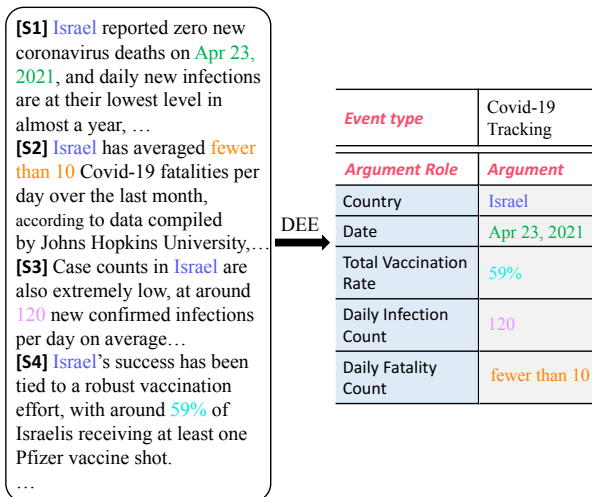 [S1] Israel reported zero new
coronavirus deaths on Apr 23,
2021, and daily new infections
are at their lowest level in
almost a year, …
[S2] Israel has averaged fewer
than 10 Covid-19 fatalities per
day over the last month,
according to data compiled
by Johns Hopkins University,…
[S3] Case counts in Israel are
also extremely low, at around
120 new confirmed infections
per day on average…
[S4] Israel's success has been
tied to a robust vaccination
effort, with around 59% of
Israelis receiving at least one
Pfizer vaccine shot.
…
DEE
Event type
Covid-19
Tracking
Argument Role
Argument
Country
Israel
Date
Apr 23, 2021
Total Vaccination
Rate
59%
Daily Infection
Count
120
Daily Fatality
Count
fewer than 10